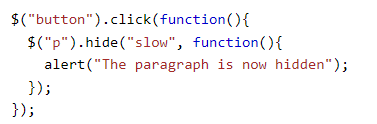 $("button").click(function(){
  $("p").hide("slow", function(){
    alert("The paragraph is now hidden");
  });
});